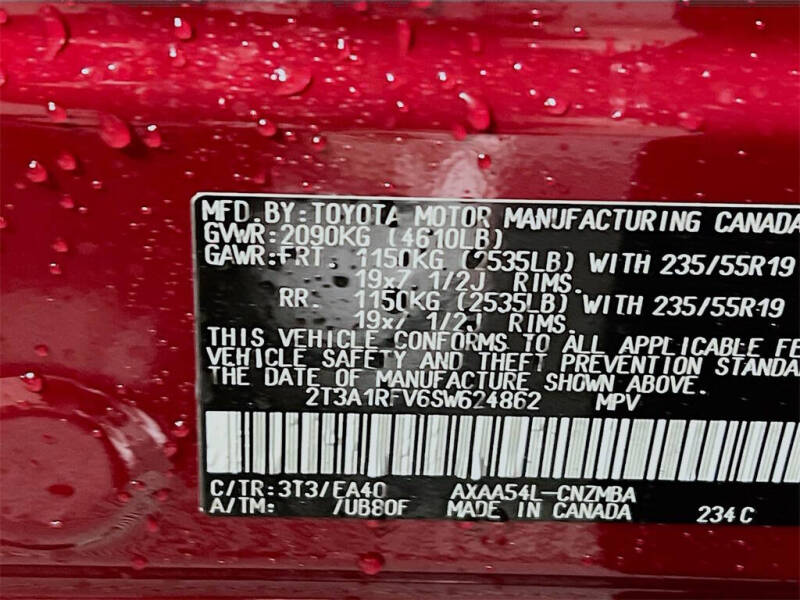 MFD. BY: TOYOTA MOTOR MANUFACTURING CANADA
GVWR: 2090KG (4610LB)
GAWR: FRT. 1150KG (2535LB) WITH 235/55R19
19x7 1/2J RIMS.
RR. 1150KG (2535LB) WITH 235/55R19
19x7 1/2J RIMS.
THIS VEHICLE CONFORMS TO ALL APPLICABLE FE
VEHICLE SAFETY AND THEFT PREVENTION STANDA
THE DATE OF MANUFACTURE SHOWN ABOVE.
2T3A1RFV6SW624862 MPV
C/TR: 3T3/EA40 AXAA54L-CNZMBA
A/TM: /UB80F MADE IN CANADA 234 C